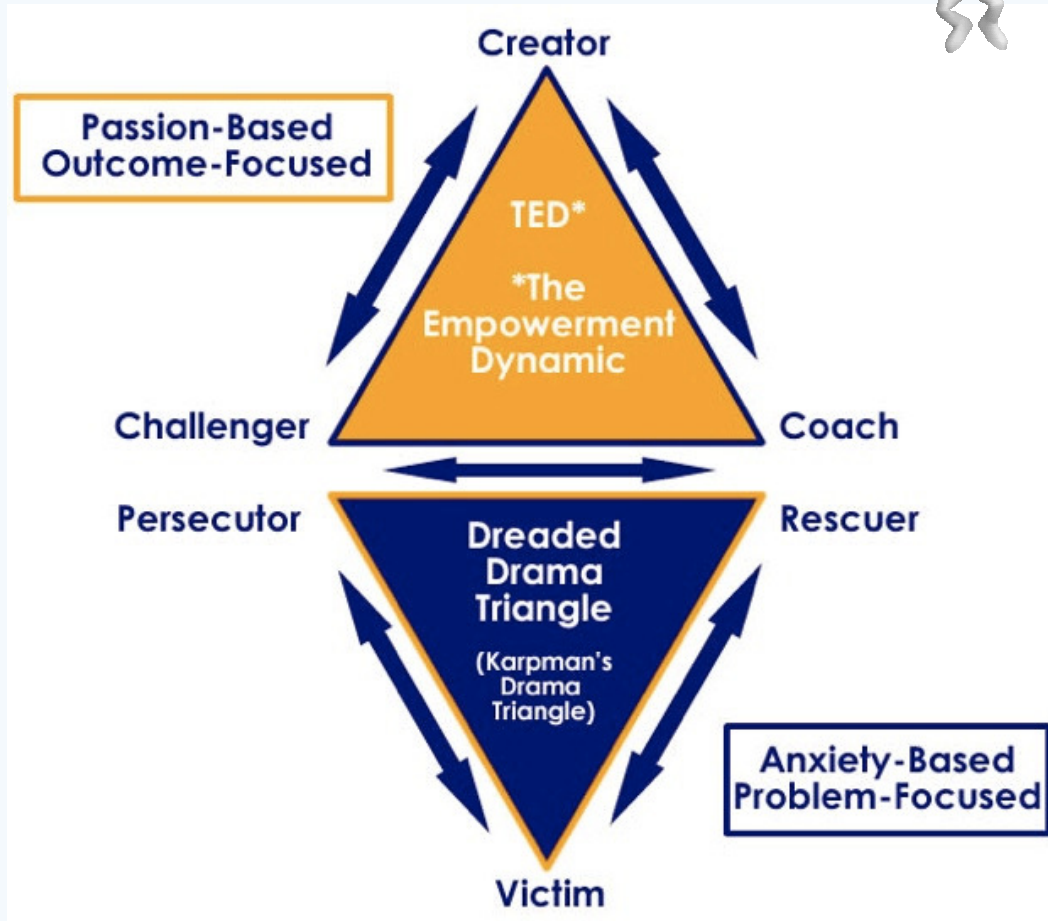 Creator
Passion-Based
Outcome-Focused
TED*
*The
Empowerment
Dynamic
Challenger
Coach
Persecutor
Rescuer
Dreaded
Drama
Triangle
(Karpman's
Drama
Triangle)
Anxiety-Based
Problem-Focused
Victim